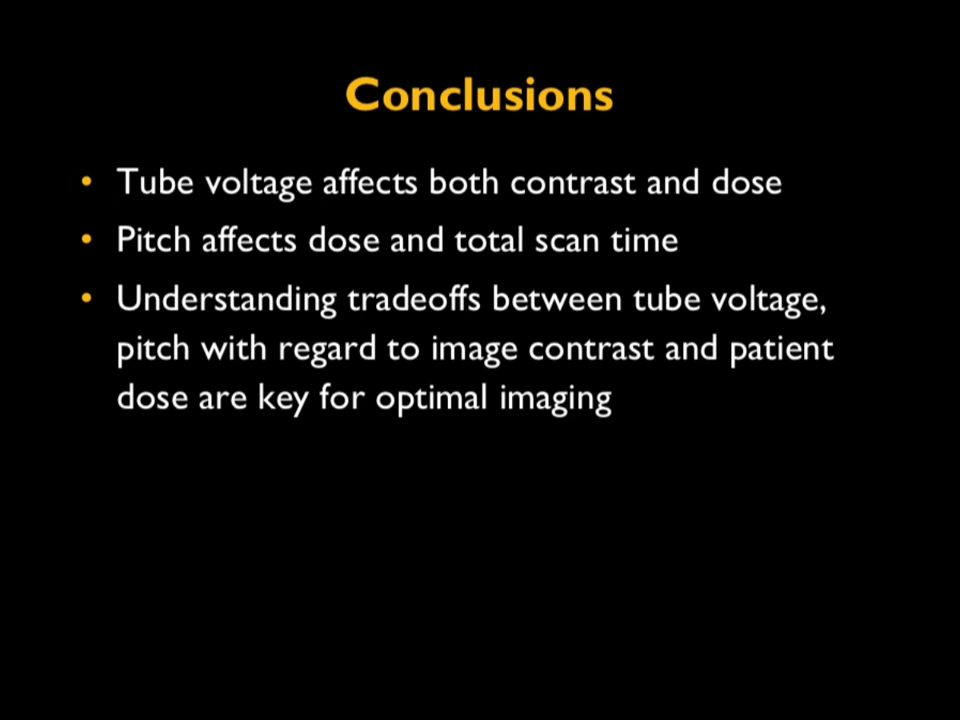 Conclusions
• Tube voltage affects both contrast and dose
• Pitch affects dose and total scan time
• Understanding tradeoffs between tube voltage,
pitch with regard to image contrast and patient
dose are key for optimal imaging